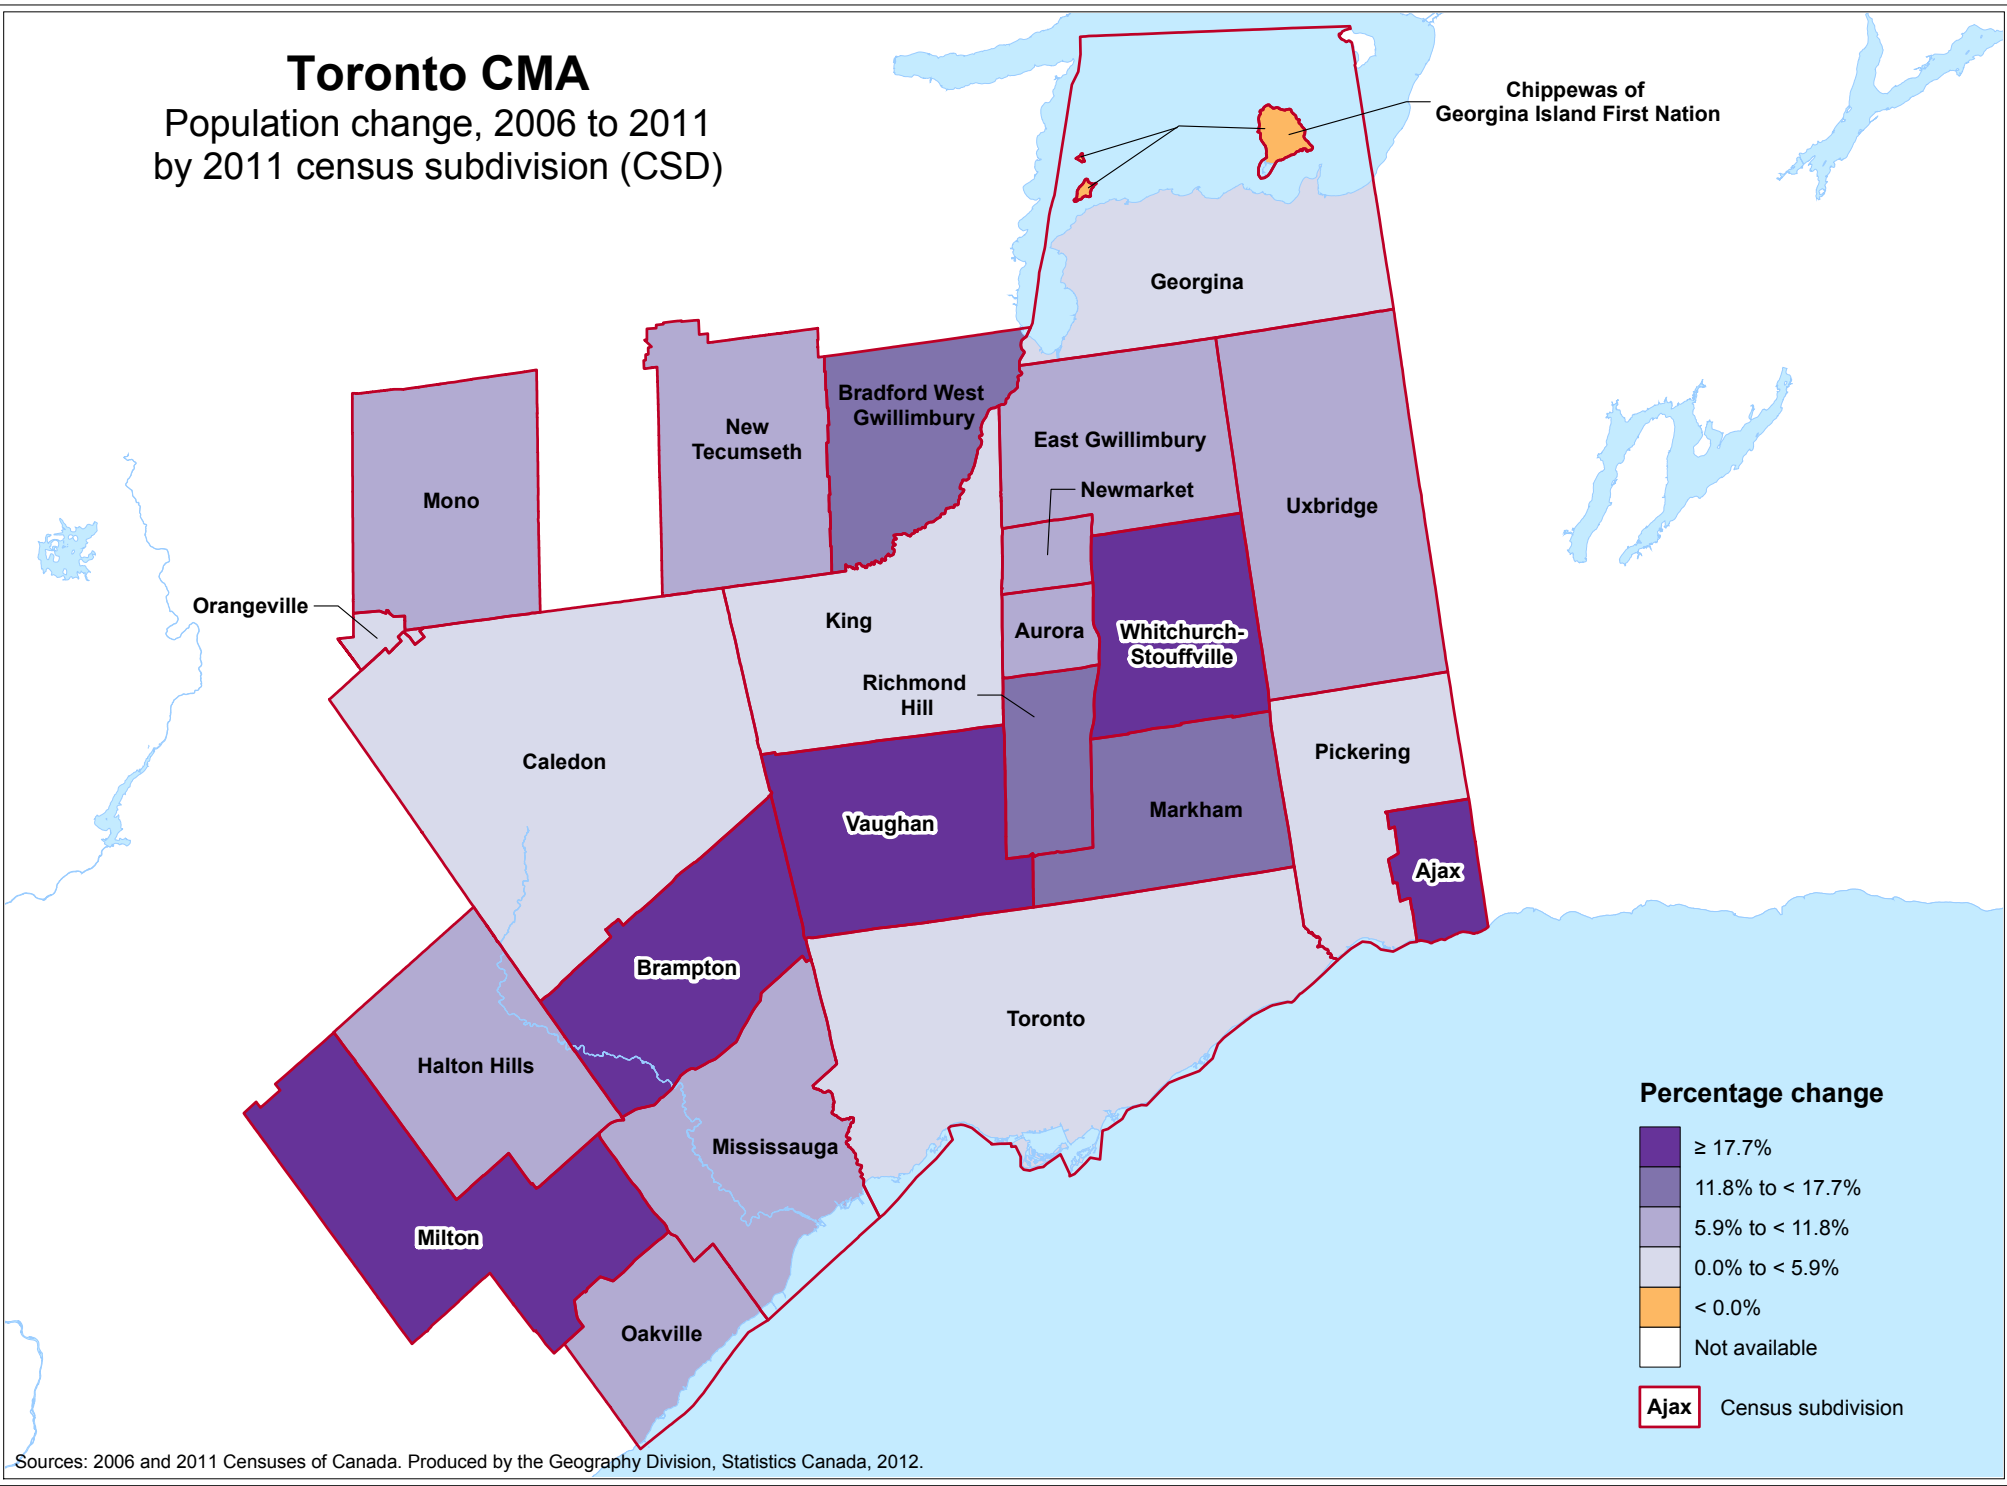 Toronto CMA
Population change, 2006 to 2011
by 2011 census subdivision (CSD)
Chippewas of
Georgina Island First Nation
Georgina
Bradford West
Gwillimbury
New
Tecumseth
East Gwillimbury
Mono
Newmarket
Uxbridge
Orangeville
King
Aurora
Whitchurch-
Stouffville
Richmond
Hill
Caledon
Pickering
Vaughan
Markham
Ajax
Brampton
Toronto
Halton Hills
Mississauga
Milton
Oakville
Percentage change
≥ 17.7%
11.8% to < 17.7%
5.9% to < 11.8%
0.0% to < 5.9%
< 0.0%
Not available
Ajax Census subdivision
Sources: 2006 and 2011 Censuses of Canada. Produced by the Geography Division, Statistics Canada, 2012.